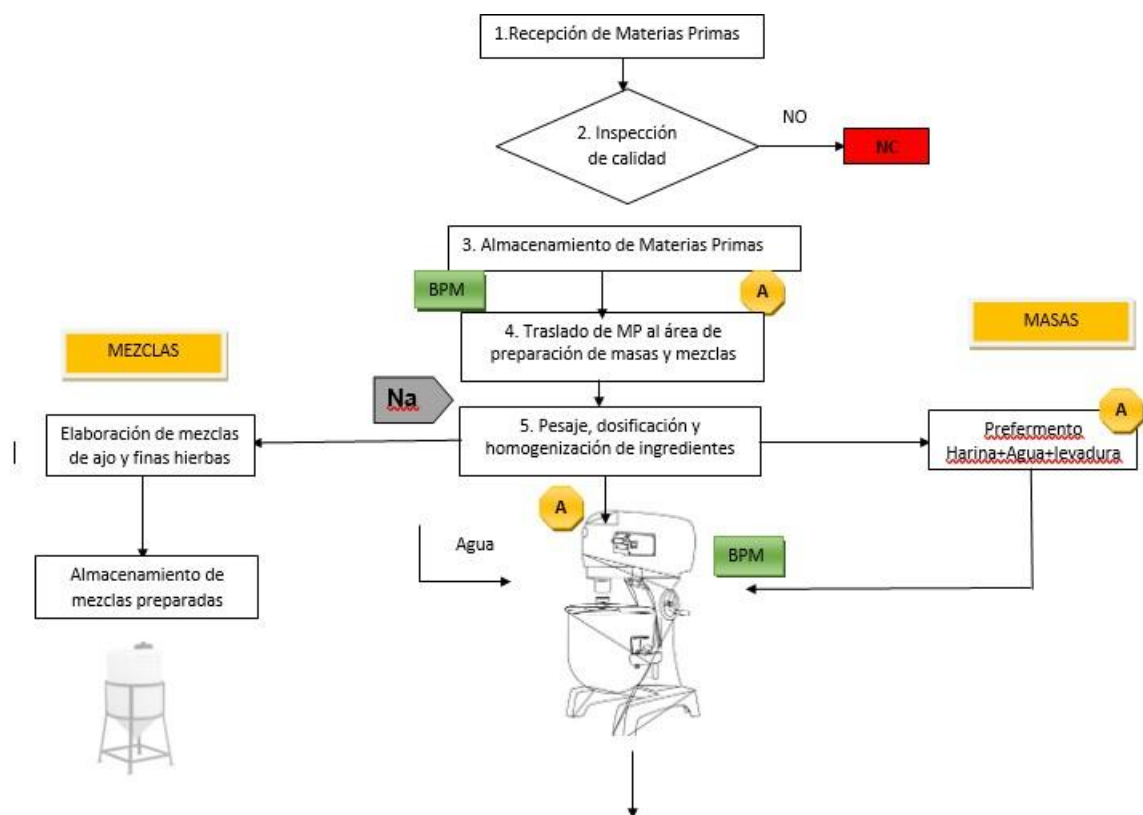 1.Recepción de Materias Primas
NO
2. Inspección
de calidad
NC
3. Almacenamiento de Materias Primas
BPM
A
4. Traslado de MP al área de
preparación de masas y mezclas
MEZCLAS
MASAS
Na
5. Pesaje, dosificación y
homogenización de ingredientes
Elaboración de mezclas
de ajo y finas hierbas
A
Prefermento
Harina+Agua+levadura
A
Agua
BPM
Almacenamiento de
mezclas preparadas